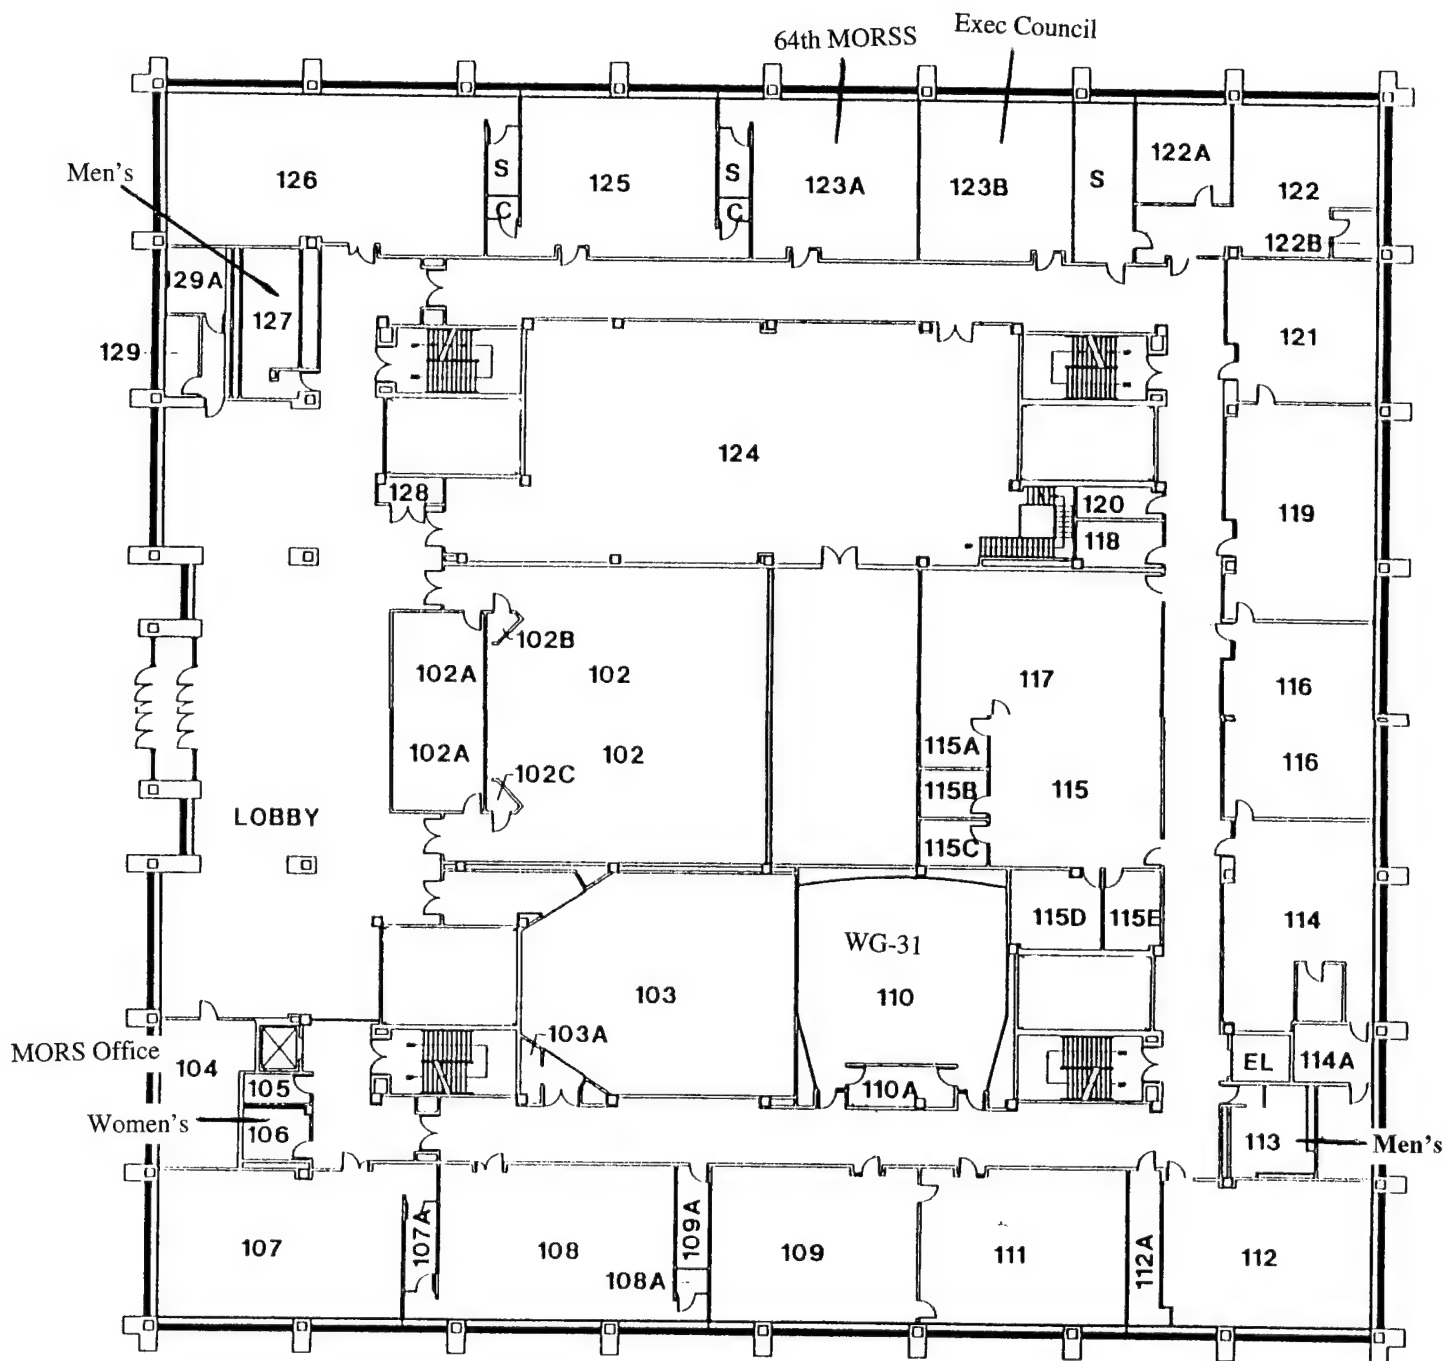 Exec Council
64th MORSS
122A
Men's
126
S
125
S
123A
123B
S
122
C
C
122B
129A
127
121
129
124
128
120
119
118
102B
102A
102
117
116
102A
102
115A
116
102C
115B
115
LOBBY
115C
115D
115E
114
WG-31
103
110
103A
MORS Office
104
EL
114A
105
110A
Women's
106
113
Men's
107
107A
108
109A
109
111
112A
112
108A